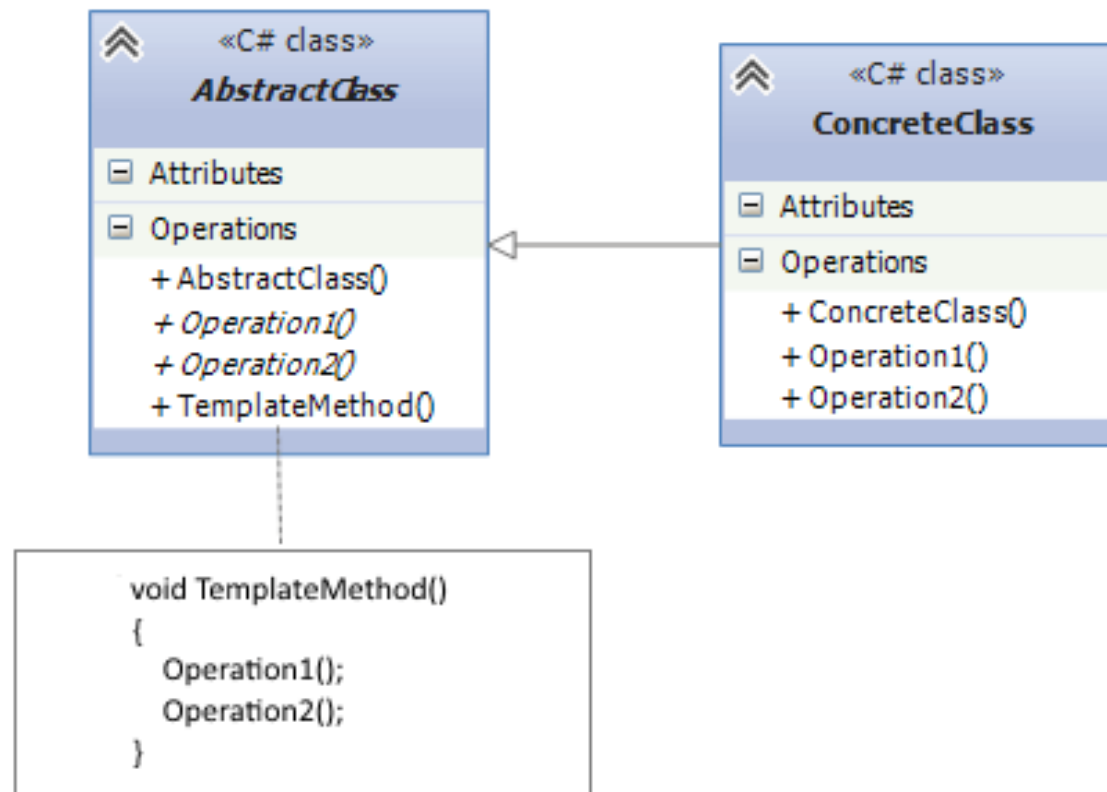 «C# class»
AbstractClass
Attributes
Operations
+ AbstractClass()
+ Operation1()
+ Operation2()
+ TemplateMethod()
«C# class»
ConcreteClass
Attributes
Operations
+ ConcreteClass()
+ Operation1()
+ Operation2()
void TemplateMethod()
{
Operation1();
Operation2();
}